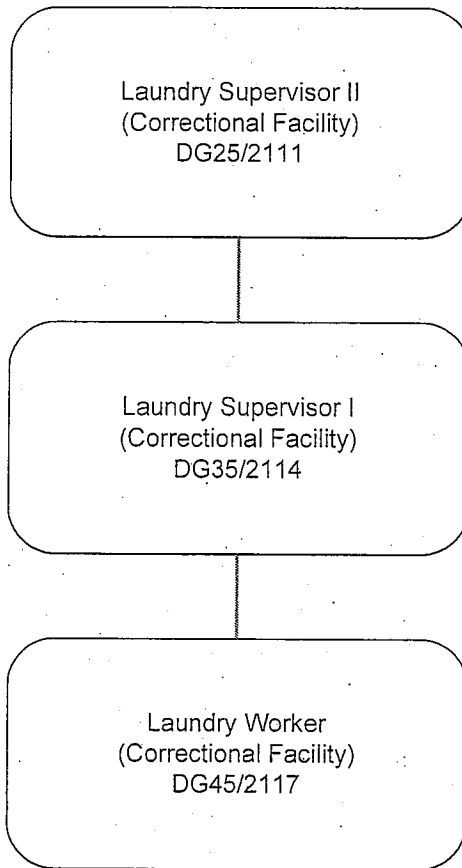 Laundry Supervisor II
(Correctional Facility)
DG25/2111
Laundry Supervisor I
(Correctional Facility)
DG35/2114
Laundry Worker
(Correctional Facility)
DG45/2117